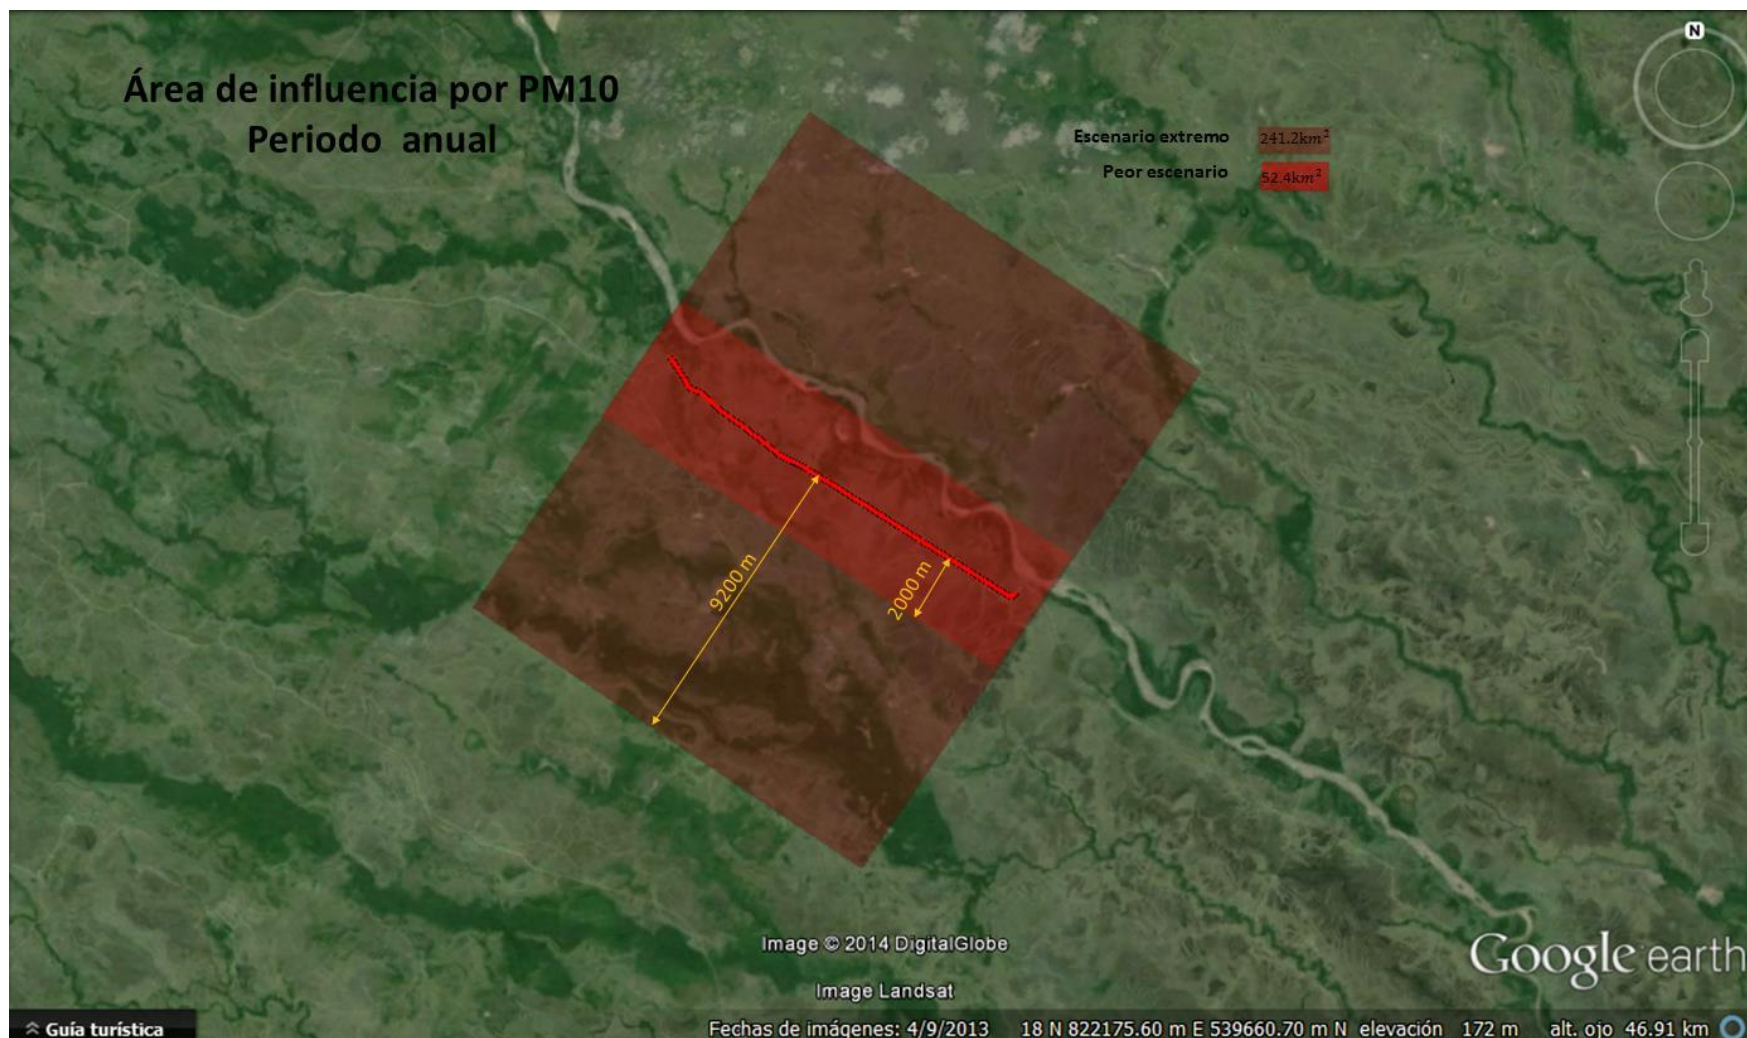 Área de influencia por PM10
Periodo anual
N
Escenario extremo 241.2km²
Peor escenario 52.4km²
9200 m
2000 m
Image © 2014 DigitalGlobe
Image Landsat
Google earth
Guía turística
Fechas de imágenes: 4/9/2013 18 N 822175.60 m E 539660.70 m N elevación 172 m alt. ojo 46.91 km